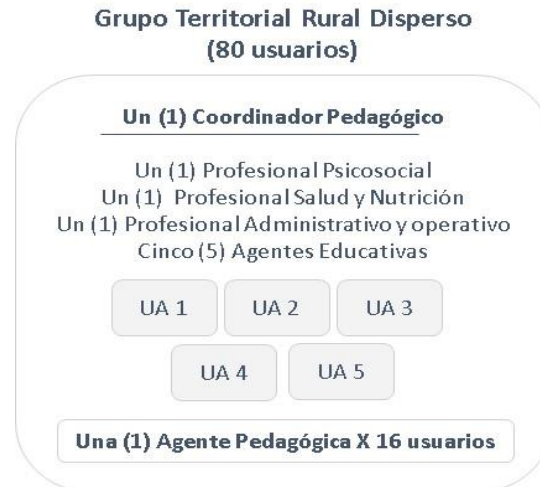 Grupo Territorial Rural Disperso
(80 usuarios)
Un (1) Coordinador Pedagógico
Un (1) Profesional Psicosocial
Un (1) Profesional Salud y Nutrición
Un (1) Profesional Administrativo y operativo
Cinco (5) Agentes Educativas
UA 1
UA 2
UA 3
UA 4
UA 5
Una (1) Agente Pedagógica X 16 usuarios